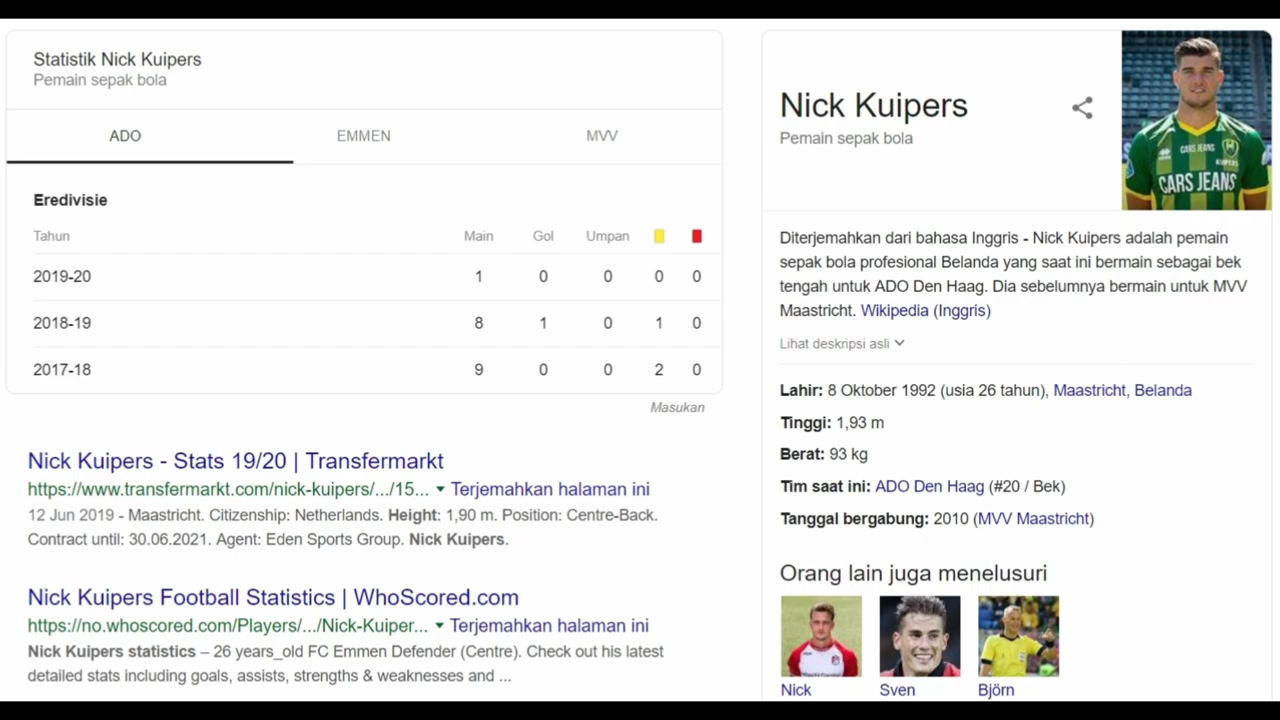 Statistik Nick Kuipers
Pemain sepak bola
ADO EMMEN MVV
Eredivisie
Tahun Main Gol Umpan
2019-20 1 0 0 0 0
2018-19 8 1 0 1 0
2017-18 9 0 0 2 0
Masukan
Nick Kuipers - Stats 19/20 | Transfermarkt
https://www.transfermarkt.com/nick-kuipers/.../15... Terjemahkan halaman ini
12 Jun 2019 - Maastricht. Citizenship: Netherlands. Height: 1,90 m. Position: Centre-Back.
Contract until: 30.06.2021. Agent: Eden Sports Group. Nick Kuipers.
Nick Kuipers Football Statistics | WhoScored.com
https://no.whoscored.com/Players/.../Nick-Kuiper... Terjemahkan halaman ini
Nick Kuipers statistics – 26 years_old FC Emmen Defender (Centre). Check out his latest
detailed stats including goals, assists, strengths & weaknesses and ...
Nick Kuipers
Pemain sepak bola
CARS JEANS
KUIPERS
CARS JEANS
Diterjemahkan dari bahasa Inggris - Nick Kuipers adalah pemain
sepak bola profesional Belanda yang saat ini bermain sebagai bek
tengah untuk ADO Den Haag. Dia sebelumnya bermain untuk MVV
Maastricht. Wikipedia (Inggris)
Lihat deskripsi asli
Lahir: 8 Oktober 1992 (usia 26 tahun), Maastricht, Belanda
Tinggi: 1,93 m
Berat: 93 kg
Tim saat ini: ADO Den Haag (#20 / Bek)
Tanggal bergabung: 2010 (MVV Maastricht)
Orang lain juga menelusuri
Nick Sven Björn